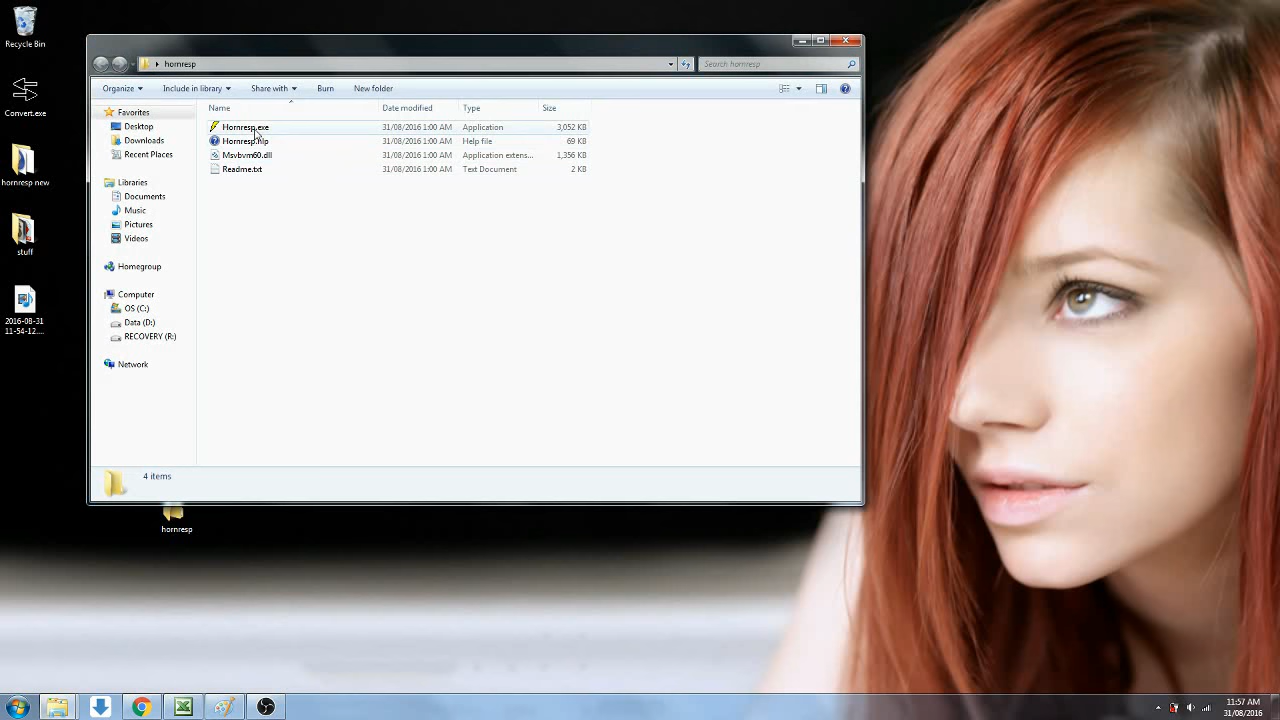 Recycle Bin
Convert.exe
hornresp new
stuff
2016-08-31
11-54-12....
hornresp
Search hornresp
Organize
Include in library
Share with
Burn
New folder
Name
Date modified
Type
Size
Hornresp.exe
31/08/2016 1:00 AM
Application
3,052 KB
Hornresp.hlp
31/08/2016 1:00 AM
Help file
69 KB
Msvbvm60.dll
31/08/2016 1:00 AM
Application extens...
1,356 KB
Readme.txt
31/08/2016 1:00 AM
Text Document
2 KB
Favorites
Desktop
Downloads
Recent Places
Libraries
Documents
Music
Pictures
Videos
Homegroup
Computer
OS (C:)
Data (D:)
RECOVERY (R:)
Network
4 items
hornresp
11:57 AM
31/08/2016